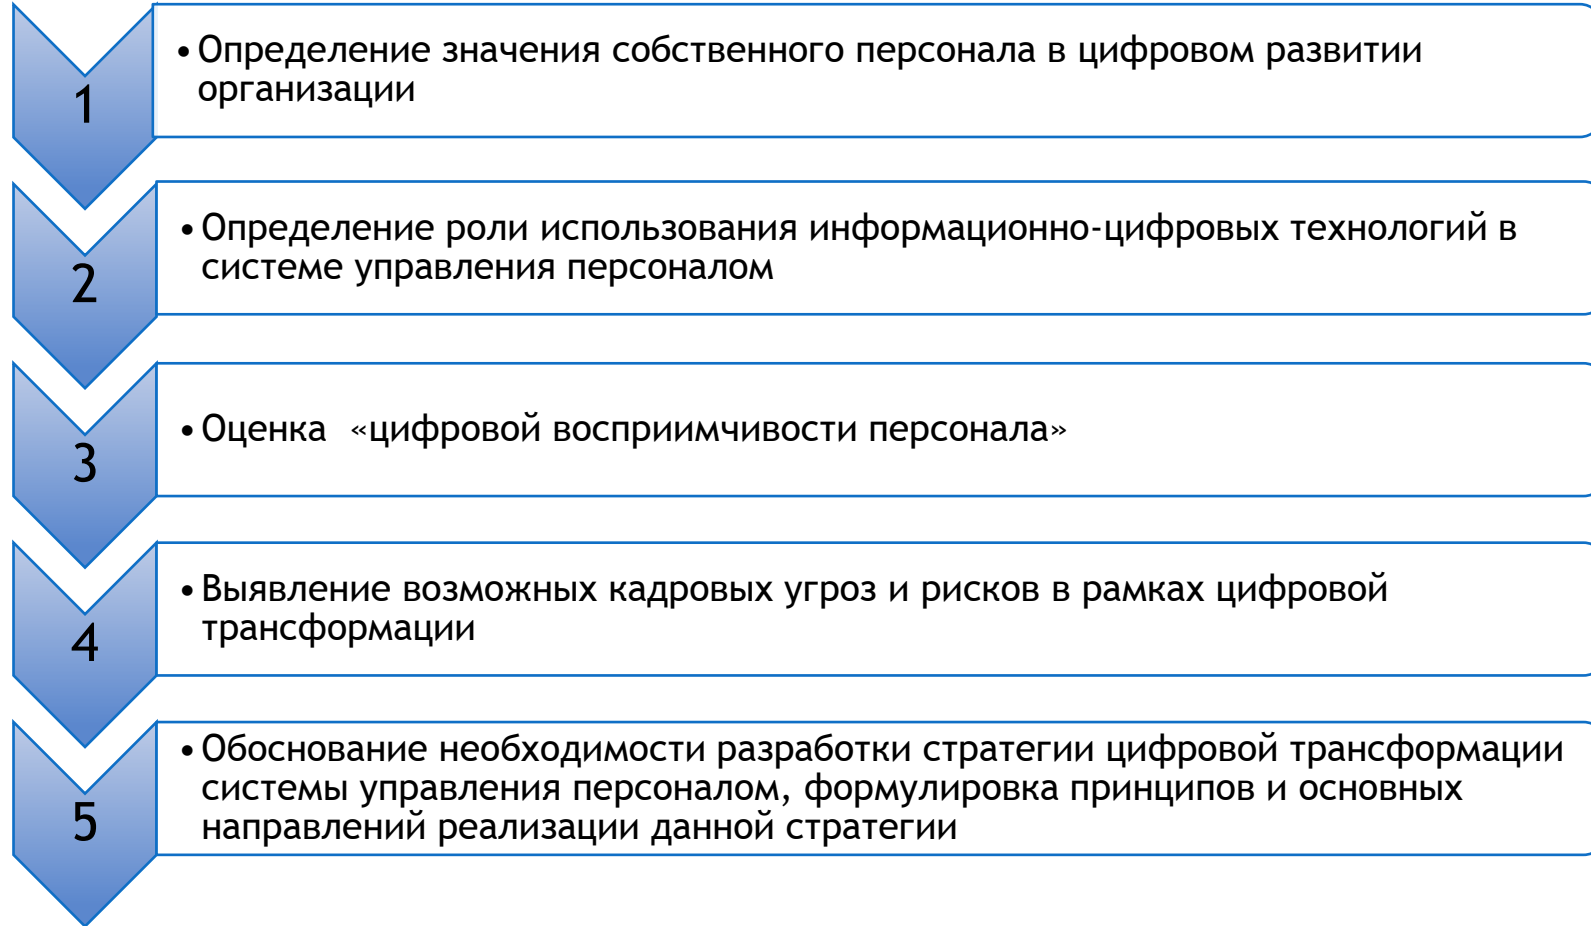 1
• Определение значения собственного персонала в цифровом развитии
организации
2
• Определение роли использования информационно-цифровых технологий в
системе управления персоналом
3
• Оценка  «цифровой восприимчивости персонала»
4
• Выявление возможных кадровых угроз и рисков в рамках цифровой
трансформации
5
• Обоснование необходимости разработки стратегии цифровой трансформации
системы управления персоналом, формулировка принципов и основных
направлений реализации данной стратегии